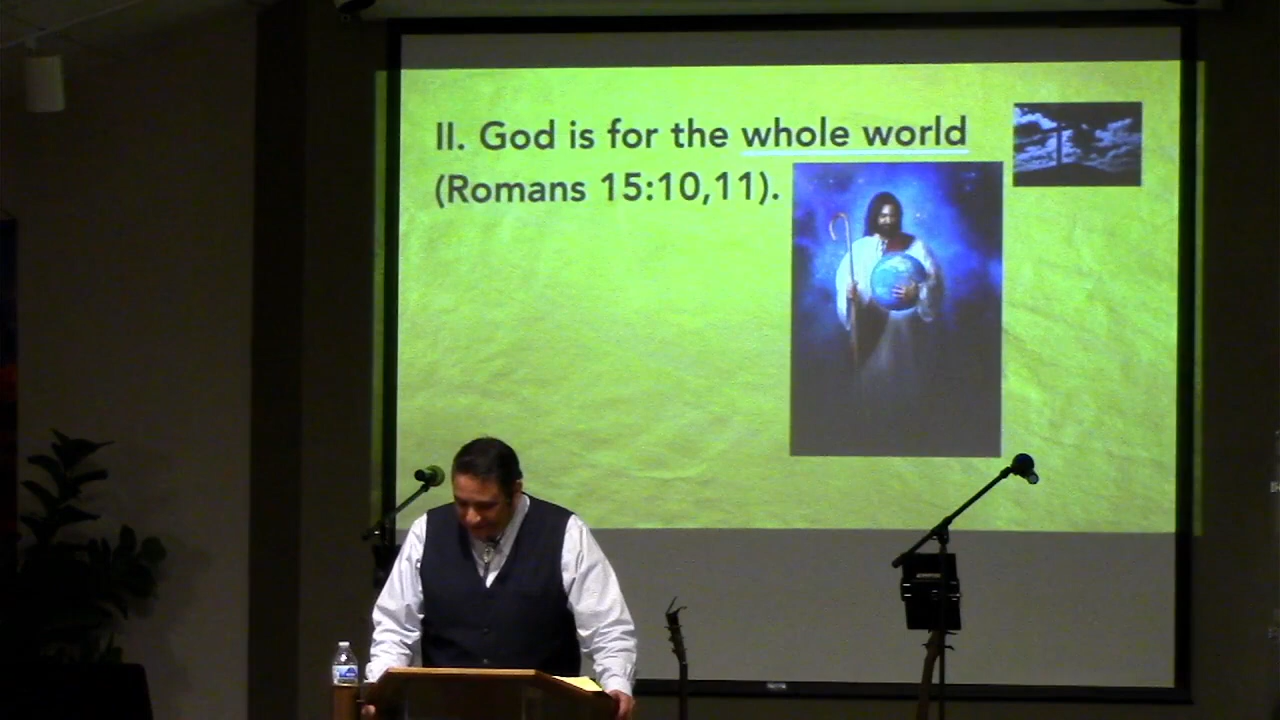 II. God is for the whole world
(Romans 15:10,11).